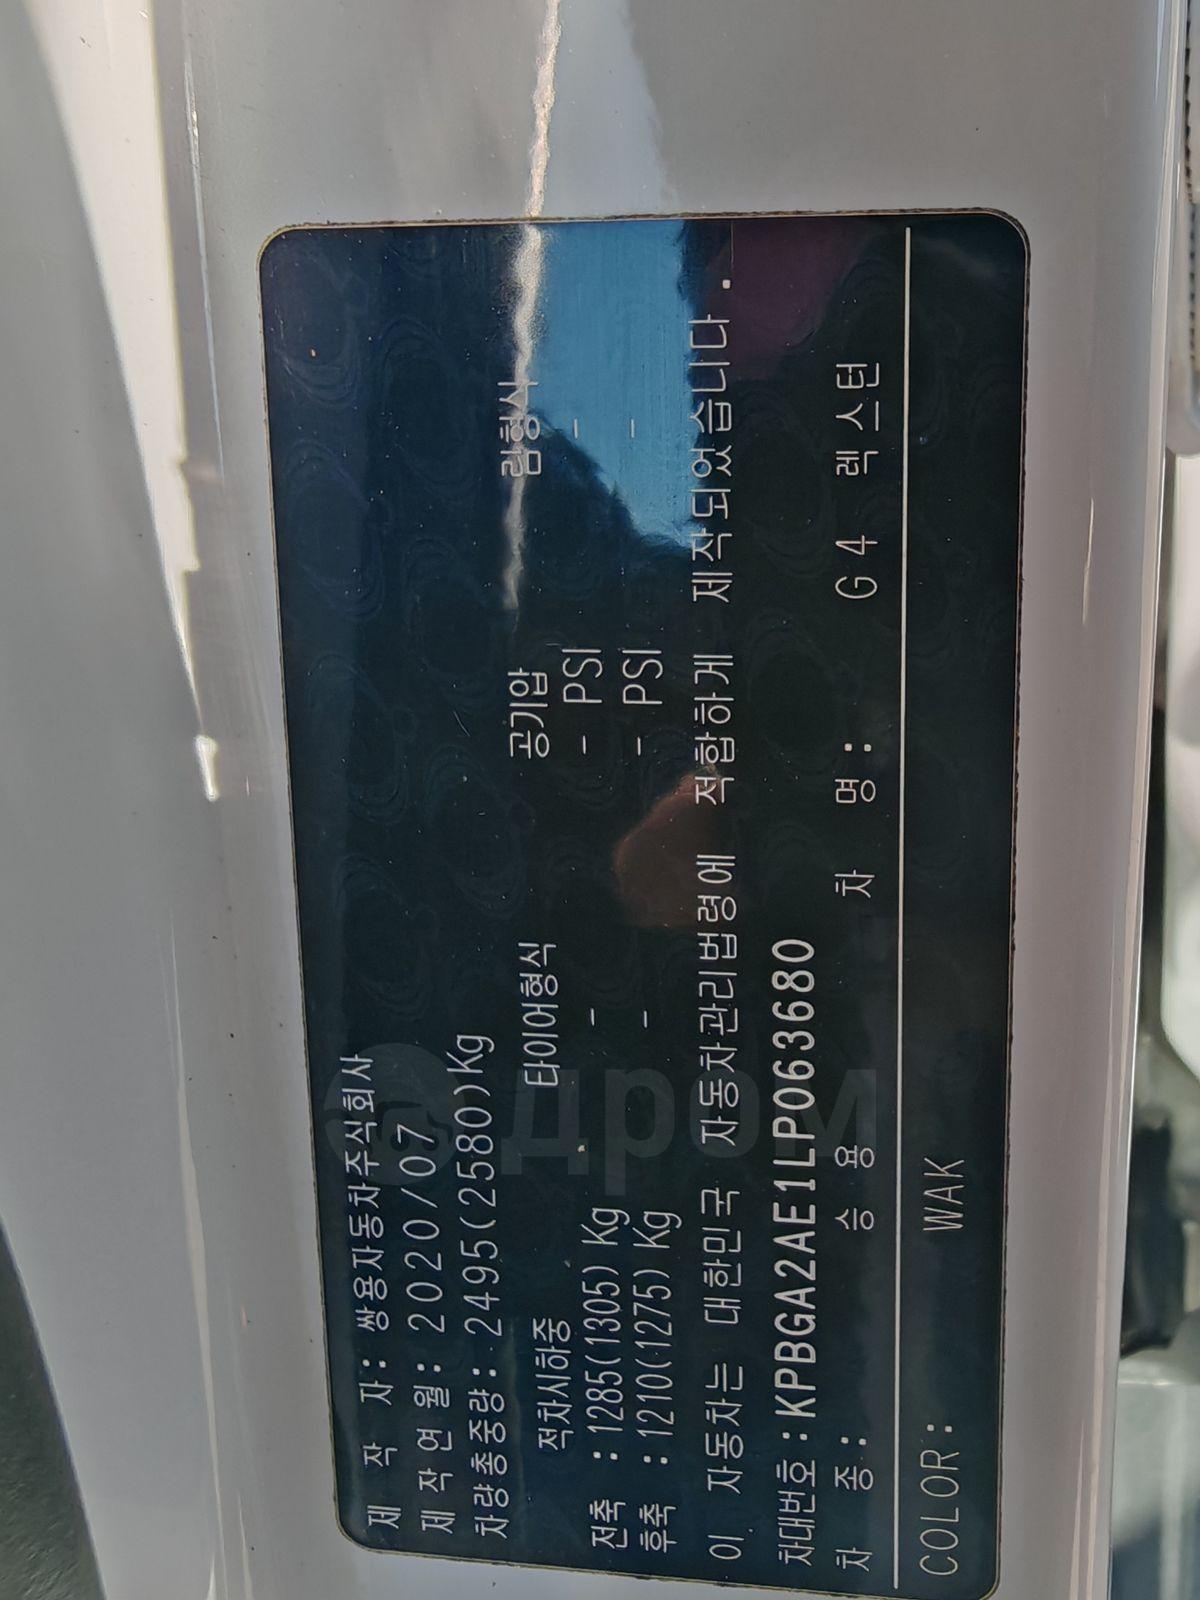 제 작 자: 쌍용자동차주식회사
제 작 연 월: 2020/07
차량총중량: 2495(2580)Kg
적차시하중 타이어형식 공기압 림형식
전축 :1285(1305) Kg - - PSI -
후축 :1210(1275) Kg - - PSI -
이 자동차는 대한민국 자동차관리법령에 적합하게 제작되었습니다.
차대번호:KPBGA2AE1LP063680
차 종: 승 용 차 명: G4 렉스턴
COLOR: WAK
дром